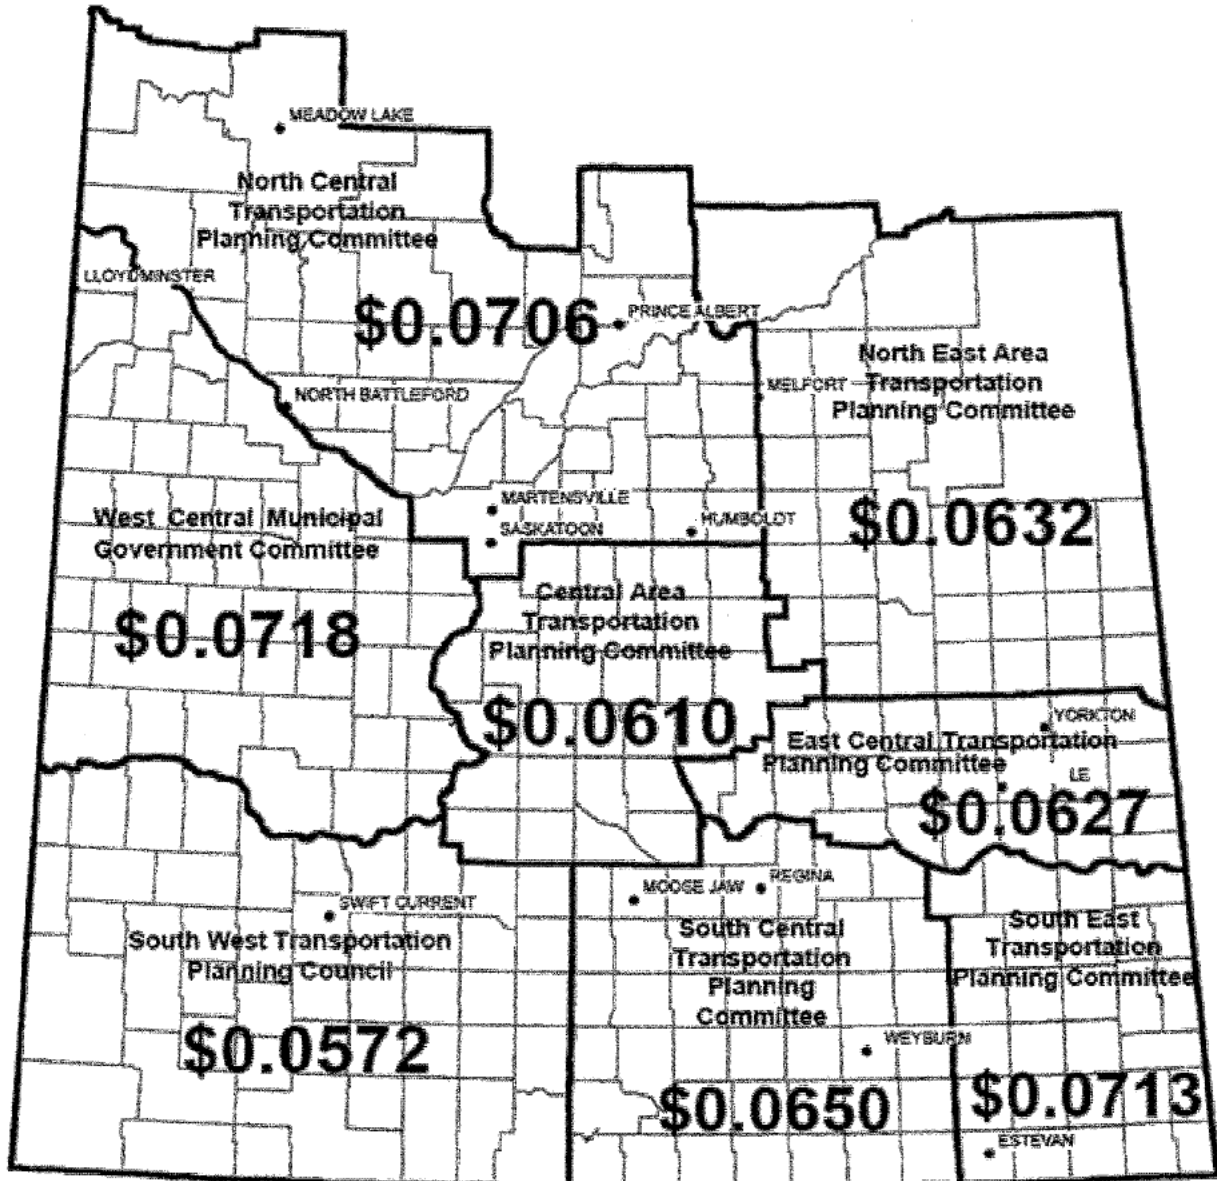 MEADOW LAKE
North Central
Transportation
Planning Committee
LLOYDMINSTER
$0.0706
PRINCE ALBERT
North East Area
MELFORT
Transportation
Planning Committee
NORTH BATTLEFORD
MARTENSVILLE
SASKATOON
HUMBOLDT
$0.0632
West Central Municipal
Government Committee
$0.0718
Central Area
Transportation
Planning Committee
$0.0610
YORKTON
East Central Transportation
Planning Committee
LE
$0.0627
SWIFT CURRENT
South West Transportation
Planning Council
$0.0572
MOOSE JAW
REGINA
South Central
Transportation
Planning
Committee
WEYBURN
$0.0650
South East
Transportation
Planning Committee
$0.0713
ESTEVAN